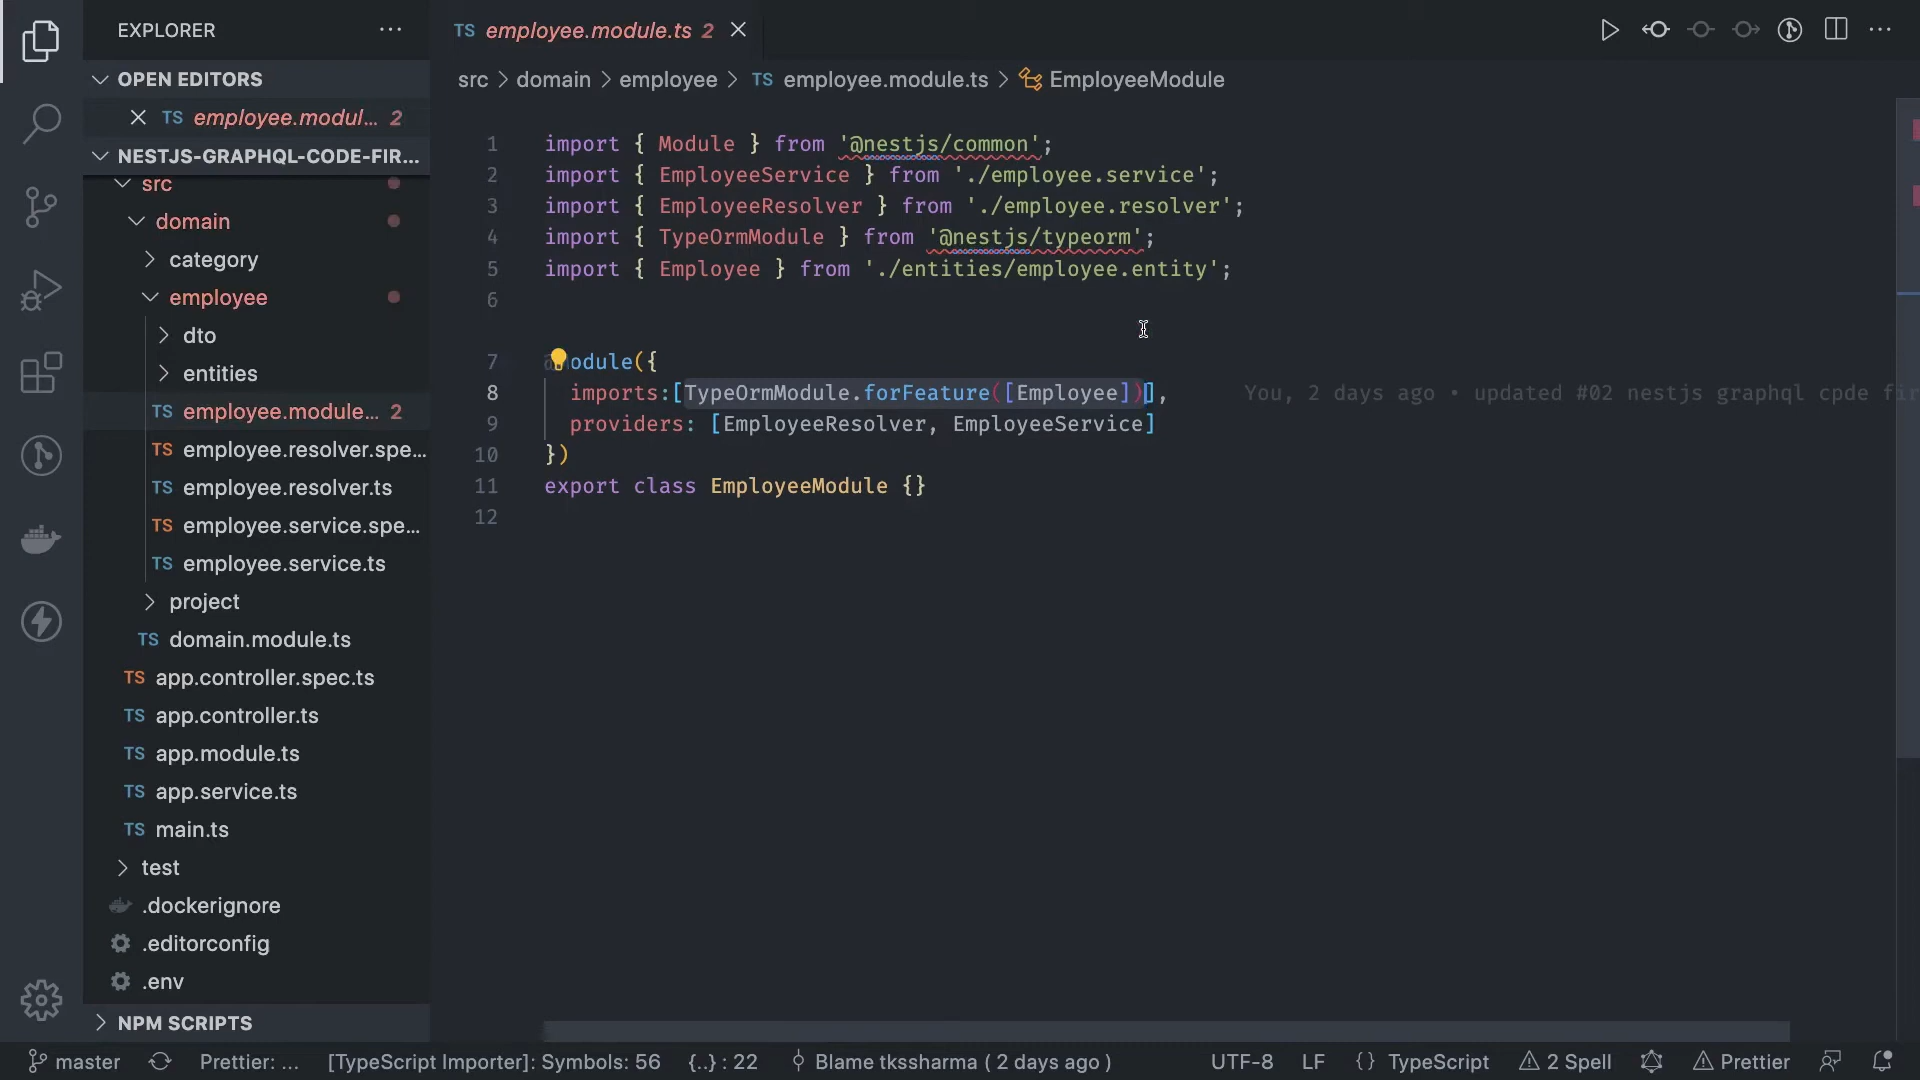 EXPLORER
OPEN EDITORS
TS employee.modul... 2
NESTJS-GRAPHQL-CODE-FIR...
src
domain
category
employee
dto
entities
TS employee.module... 2
TS employee.resolver.spe...
TS employee.resolver.ts
TS employee.service.spe...
TS employee.service.ts
project
TS domain.module.ts
TS app.controller.spec.ts
TS app.controller.ts
TS app.module.ts
TS app.service.ts
TS main.ts
test
.dockerignore
.editorconfig
.env
NPM SCRIPTS
TS employee.module.ts 2
src > domain > employee > TS employee.module.ts > EmployeeModule
1 import { Module } from '@nestjs/common';
2 import { EmployeeService } from './employee.service';
3 import { EmployeeResolver } from './employee.resolver';
4 import { TypeOrmModule } from '@nestjs/typeorm';
5 import { Employee } from './entities/employee.entity';
6
7 @Module({
8 imports:[TypeOrmModule.forFeature([Employee])], You, 2 days ago • updated #02 nestjs graphql cpde fir
9 providers: [EmployeeResolver, EmployeeService]
10 })
11 export class EmployeeModule {}
12
master Prettier: ... [TypeScript Importer]: Symbols: 56 {..} : 22 Blame tkssharma ( 2 days ago ) UTF-8 LF {} TypeScript 2 Spell Prettier